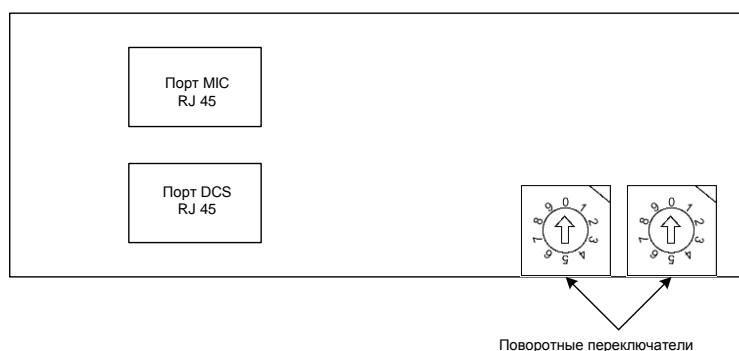 Порт MIC
RJ 45
Порт DCS
RJ 45
0 1 2 3 4 5 6 7 8 9
0 1 2 3 4 5 6 7 8 9
Поворотные переключатели